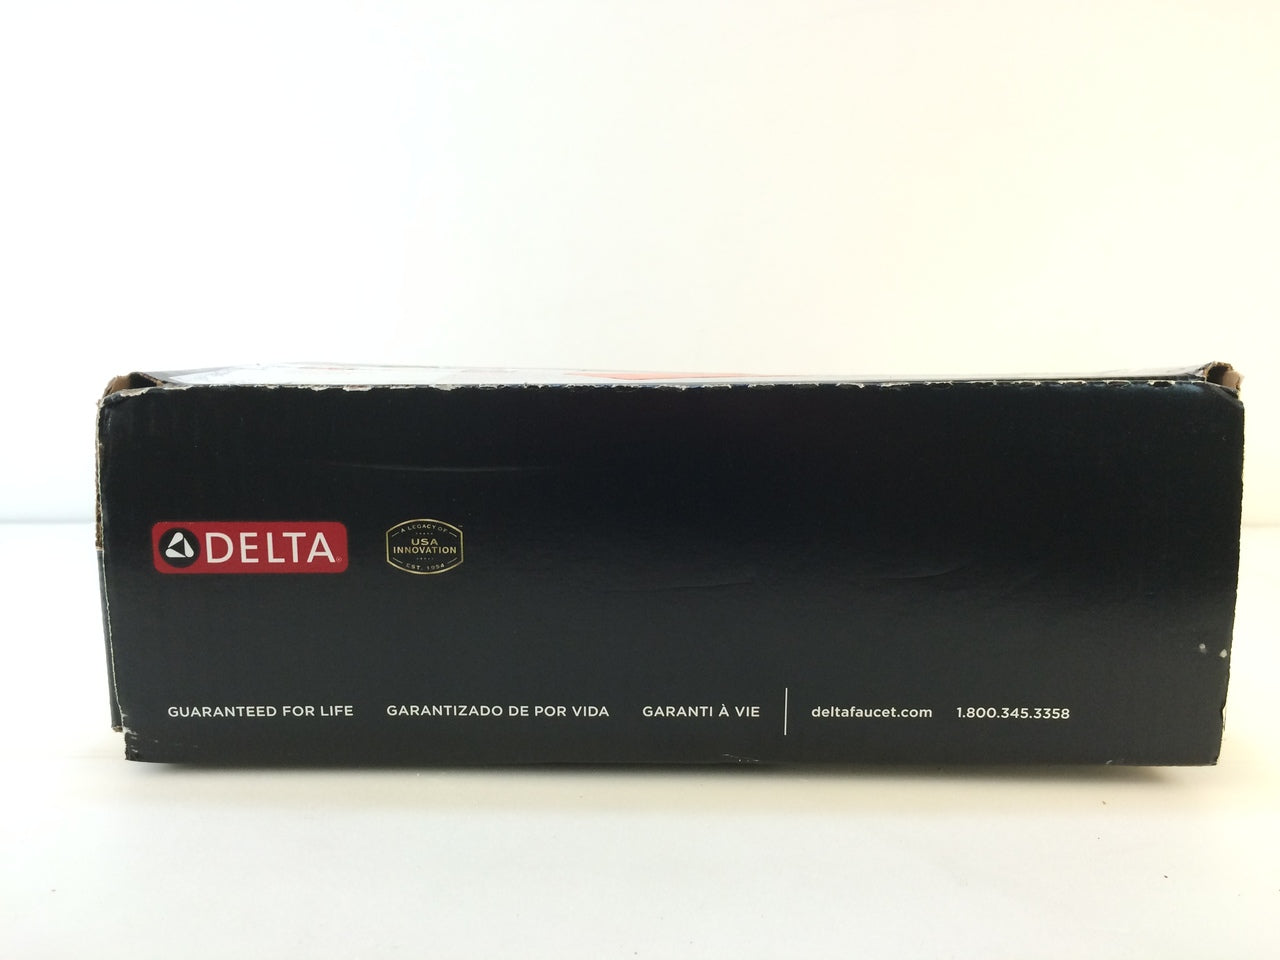 DELTA
A LEGACY OF
USA
INNOVATION
EST. 1954
GUARANTEED FOR LIFE GARANTIZADO DE POR VIDA GARANTI À VIE deltafaucet.com 1.800.345.3358